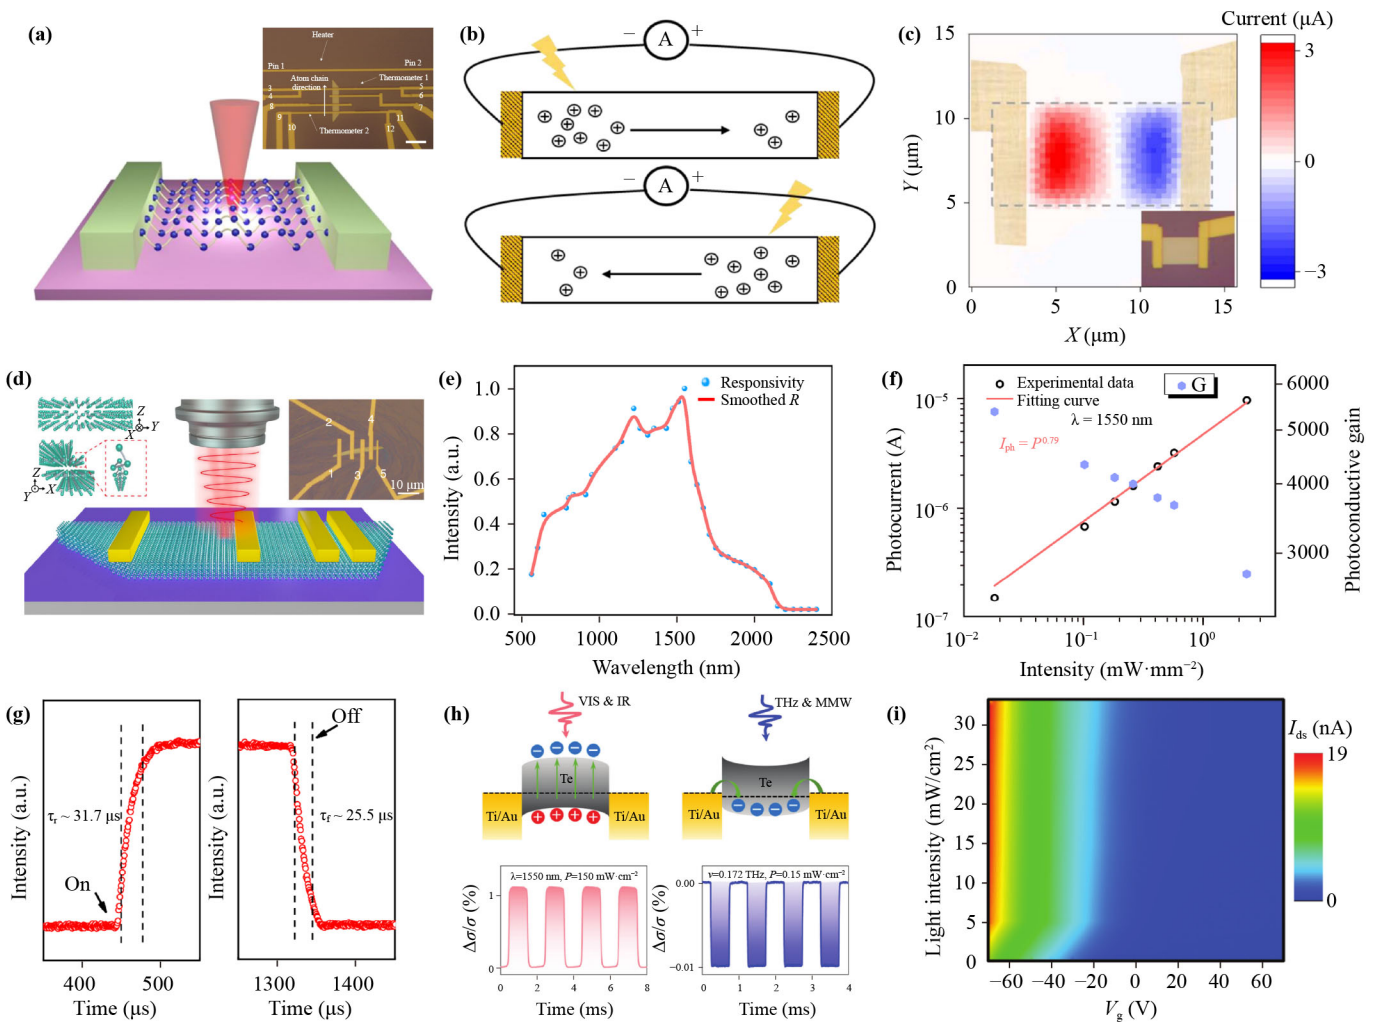 (a)
Heater
Pin 1
Pin 2
Atom chain
direction
Thermometer 1
3
4
5
6
8
7
9
10
11
12
Thermometer 2
(b)
− A +
− A +
(c)
Current (μA)
3
0
−3
15
10
5
0
Y (μm)
0 5 10 15
X (μm)
(d)
Z
X Y
Z
Y X
2
4
1
3
5
10 μm
(e)
1.0
0.8
0.6
0.4
0.2
0.0
Intensity (a.u.)
Responsivity
Smoothed R
500 1000 1500 2000 2500
Wavelength (nm)
(f)
Experimental data
Fitting curve
G
λ = 1550 nm
Iph = P^0.79
10⁻⁵
10⁻⁶
10⁻⁷
Photocurrent (A)
6000
5000
4000
3000
Photoconductive gain
10⁻² 10⁻¹ 10⁰
Intensity (mW·mm⁻²)
(g)
Intensity (a.u.)
τr ~ 31.7 μs
On
400 500
Time (μs)
Intensity (a.u.)
Off
τf ~ 25.5 μs
1300 1400
Time (μs)
(h)
VIS & IR
Te
Ti/Au
Ti/Au
THz & MMW
Te
Ti/Au
Ti/Au
λ=1550 nm, P=150 mW·cm⁻²
Δσ/σ (%)
1
0
0 2 4 6 8
Time (ms)
ν=0.172 THz, P=0.15 mW·cm⁻²
Δσ/σ (%)
0.00
−0.01
0 1 2 3 4
Time (ms)
(i)
30
25
20
15
10
5
0
Light intensity (mW/cm²)
−60 −40 −20 0 20 40 60
Vg (V)
Ids (nA)
19
0